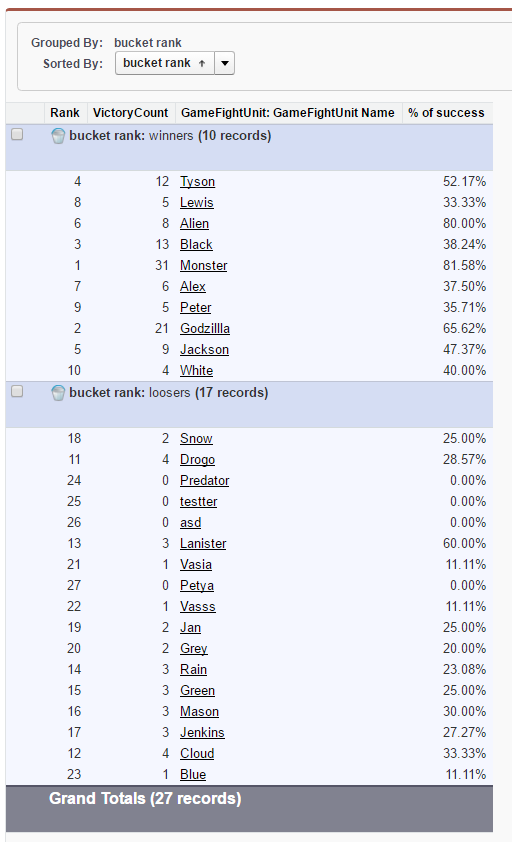 Grouped By: bucket rank
Sorted By: bucket rank ↑
Rank VictoryCount GameFightUnit: GameFightUnit Name % of success
bucket rank: winners (10 records)
4 12 Tyson 52.17%
8 5 Lewis 33.33%
6 8 Alien 80.00%
3 13 Black 38.24%
1 31 Monster 81.58%
7 6 Alex 37.50%
9 5 Peter 35.71%
2 21 Godzillla 65.62%
5 9 Jackson 47.37%
10 4 White 40.00%
bucket rank: loosers (17 records)
18 2 Snow 25.00%
11 4 Drogo 28.57%
24 0 Predator 0.00%
25 0 testter 0.00%
26 0 asd 0.00%
13 3 Lanister 60.00%
21 1 Vasia 11.11%
27 0 Petya 0.00%
22 1 Vasss 11.11%
19 2 Jan 25.00%
20 2 Grey 20.00%
14 3 Rain 23.08%
15 3 Green 25.00%
16 3 Mason 30.00%
17 3 Jenkins 27.27%
12 4 Cloud 33.33%
23 1 Blue 11.11%
Grand Totals (27 records)